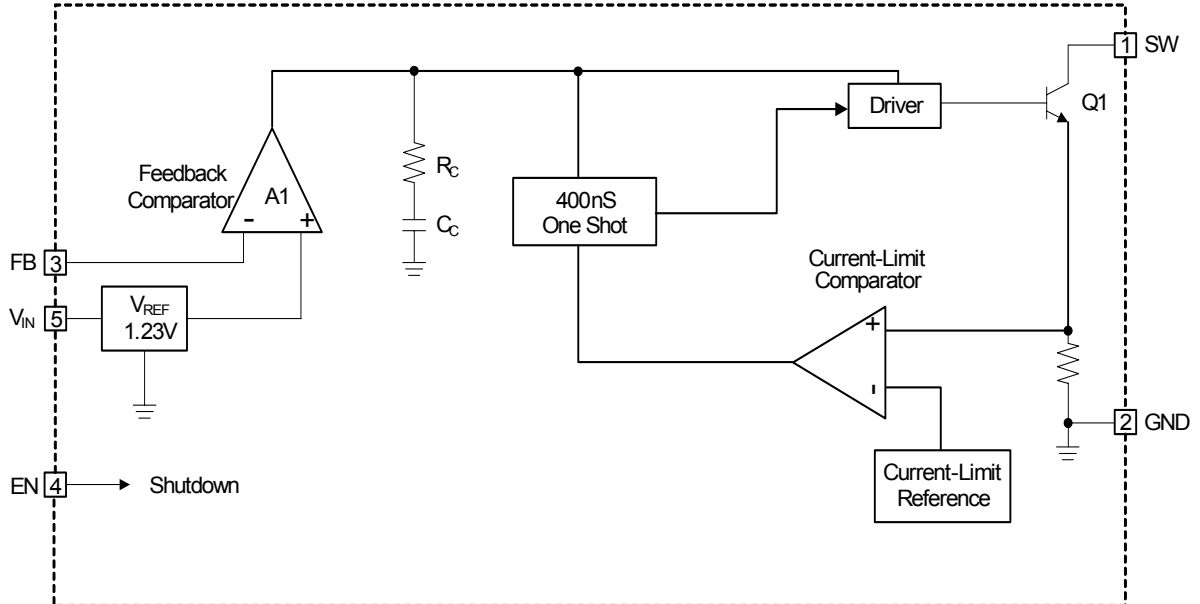 1 SW
Driver
Q1
Feedback
Comparator
A1
- +
R_C
C_C
400nS
One Shot
FB 3
V_IN 5
V_REF
1.23V
Current-Limit
Comparator
+
-
2 GND
EN 4 Shutdown
Current-Limit
Reference